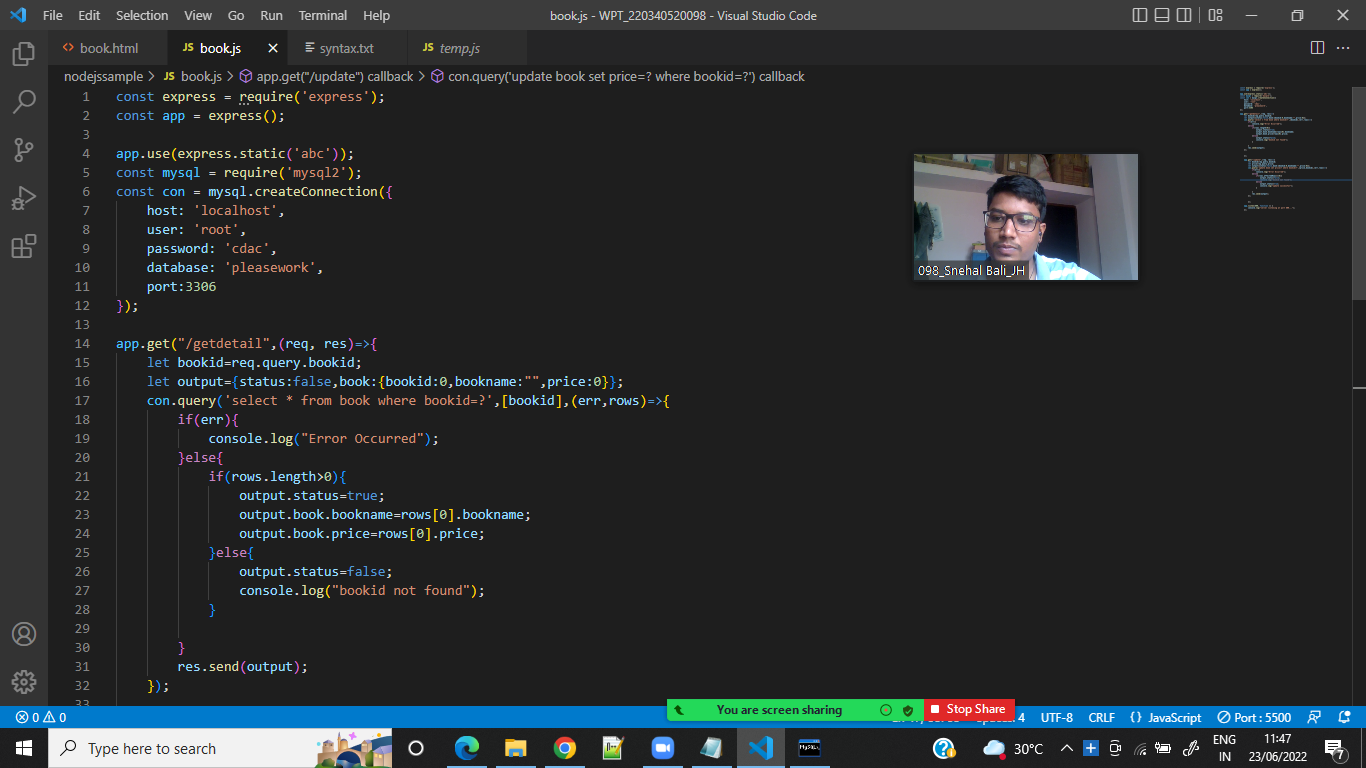 File Edit Selection View Go Run Terminal Help book.js - WPT_220340520098 - Visual Studio Code
<> book.html JS book.js syntax.txt JS temp.js
nodejssample > JS book.js > app.get("/update") callback > con.query('update book set price=? where bookid=?') callback
1 const express = require('express');
2 const app = express();
3
4 app.use(express.static('abc'));
5 const mysql = require('mysql2');
6 const con = mysql.createConnection({
7 host: 'localhost',
8 user: 'root',
9 password: 'cdac',
10 database: 'pleasework',
11 port:3306
12 });
13
14 app.get("/getdetail",(req, res)=>{
15 let bookid=req.query.bookid;
16 let output={status:false,book:{bookid:0,bookname:"",price:0}};
17 con.query('select * from book where bookid=?',[bookid],(err,rows)=>{
18 if(err){
19 console.log("Error Occurred");
20 }else{
21 if(rows.length>0){
22 output.status=true;
23 output.book.bookname=rows[0].bookname;
24 output.book.price=rows[0].price;
25 }else{
26 output.status=false;
27 console.log("bookid not found");
28 }
29
30 }
31 res.send(output);
32 });
33
098_Snehal Bali_JH
You are screen sharing Stop Share
0 0 4 UTF-8 CRLF {} JavaScript Port : 5500
Type here to search 30°C ENG 11:47
IN 23/06/2022 7